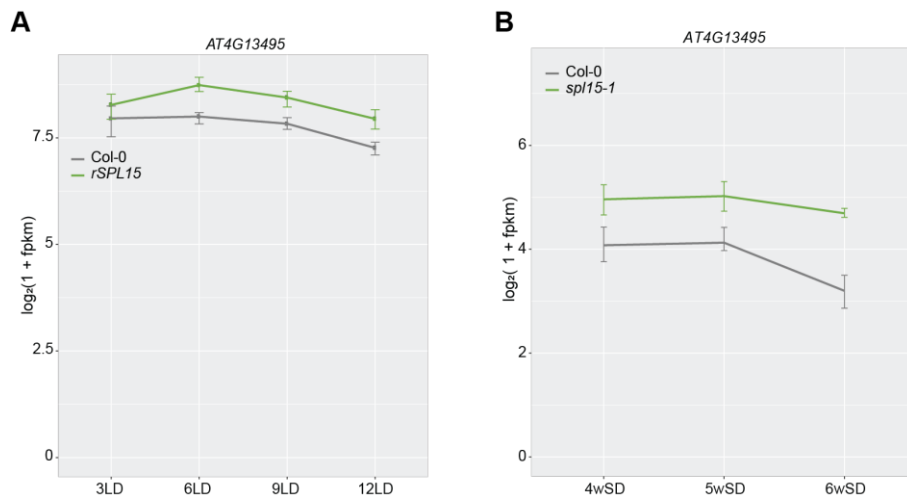 A
AT4G13495
log₂(1 + fpkm)
7.5
5
2.5
0
Col-0
rSPL15
3LD
6LD
9LD
12LD
B
AT4G13495
log₂( 1 + fpkm)
6
4
2
0
Col-0
spl15-1
4wSD
5wSD
6wSD